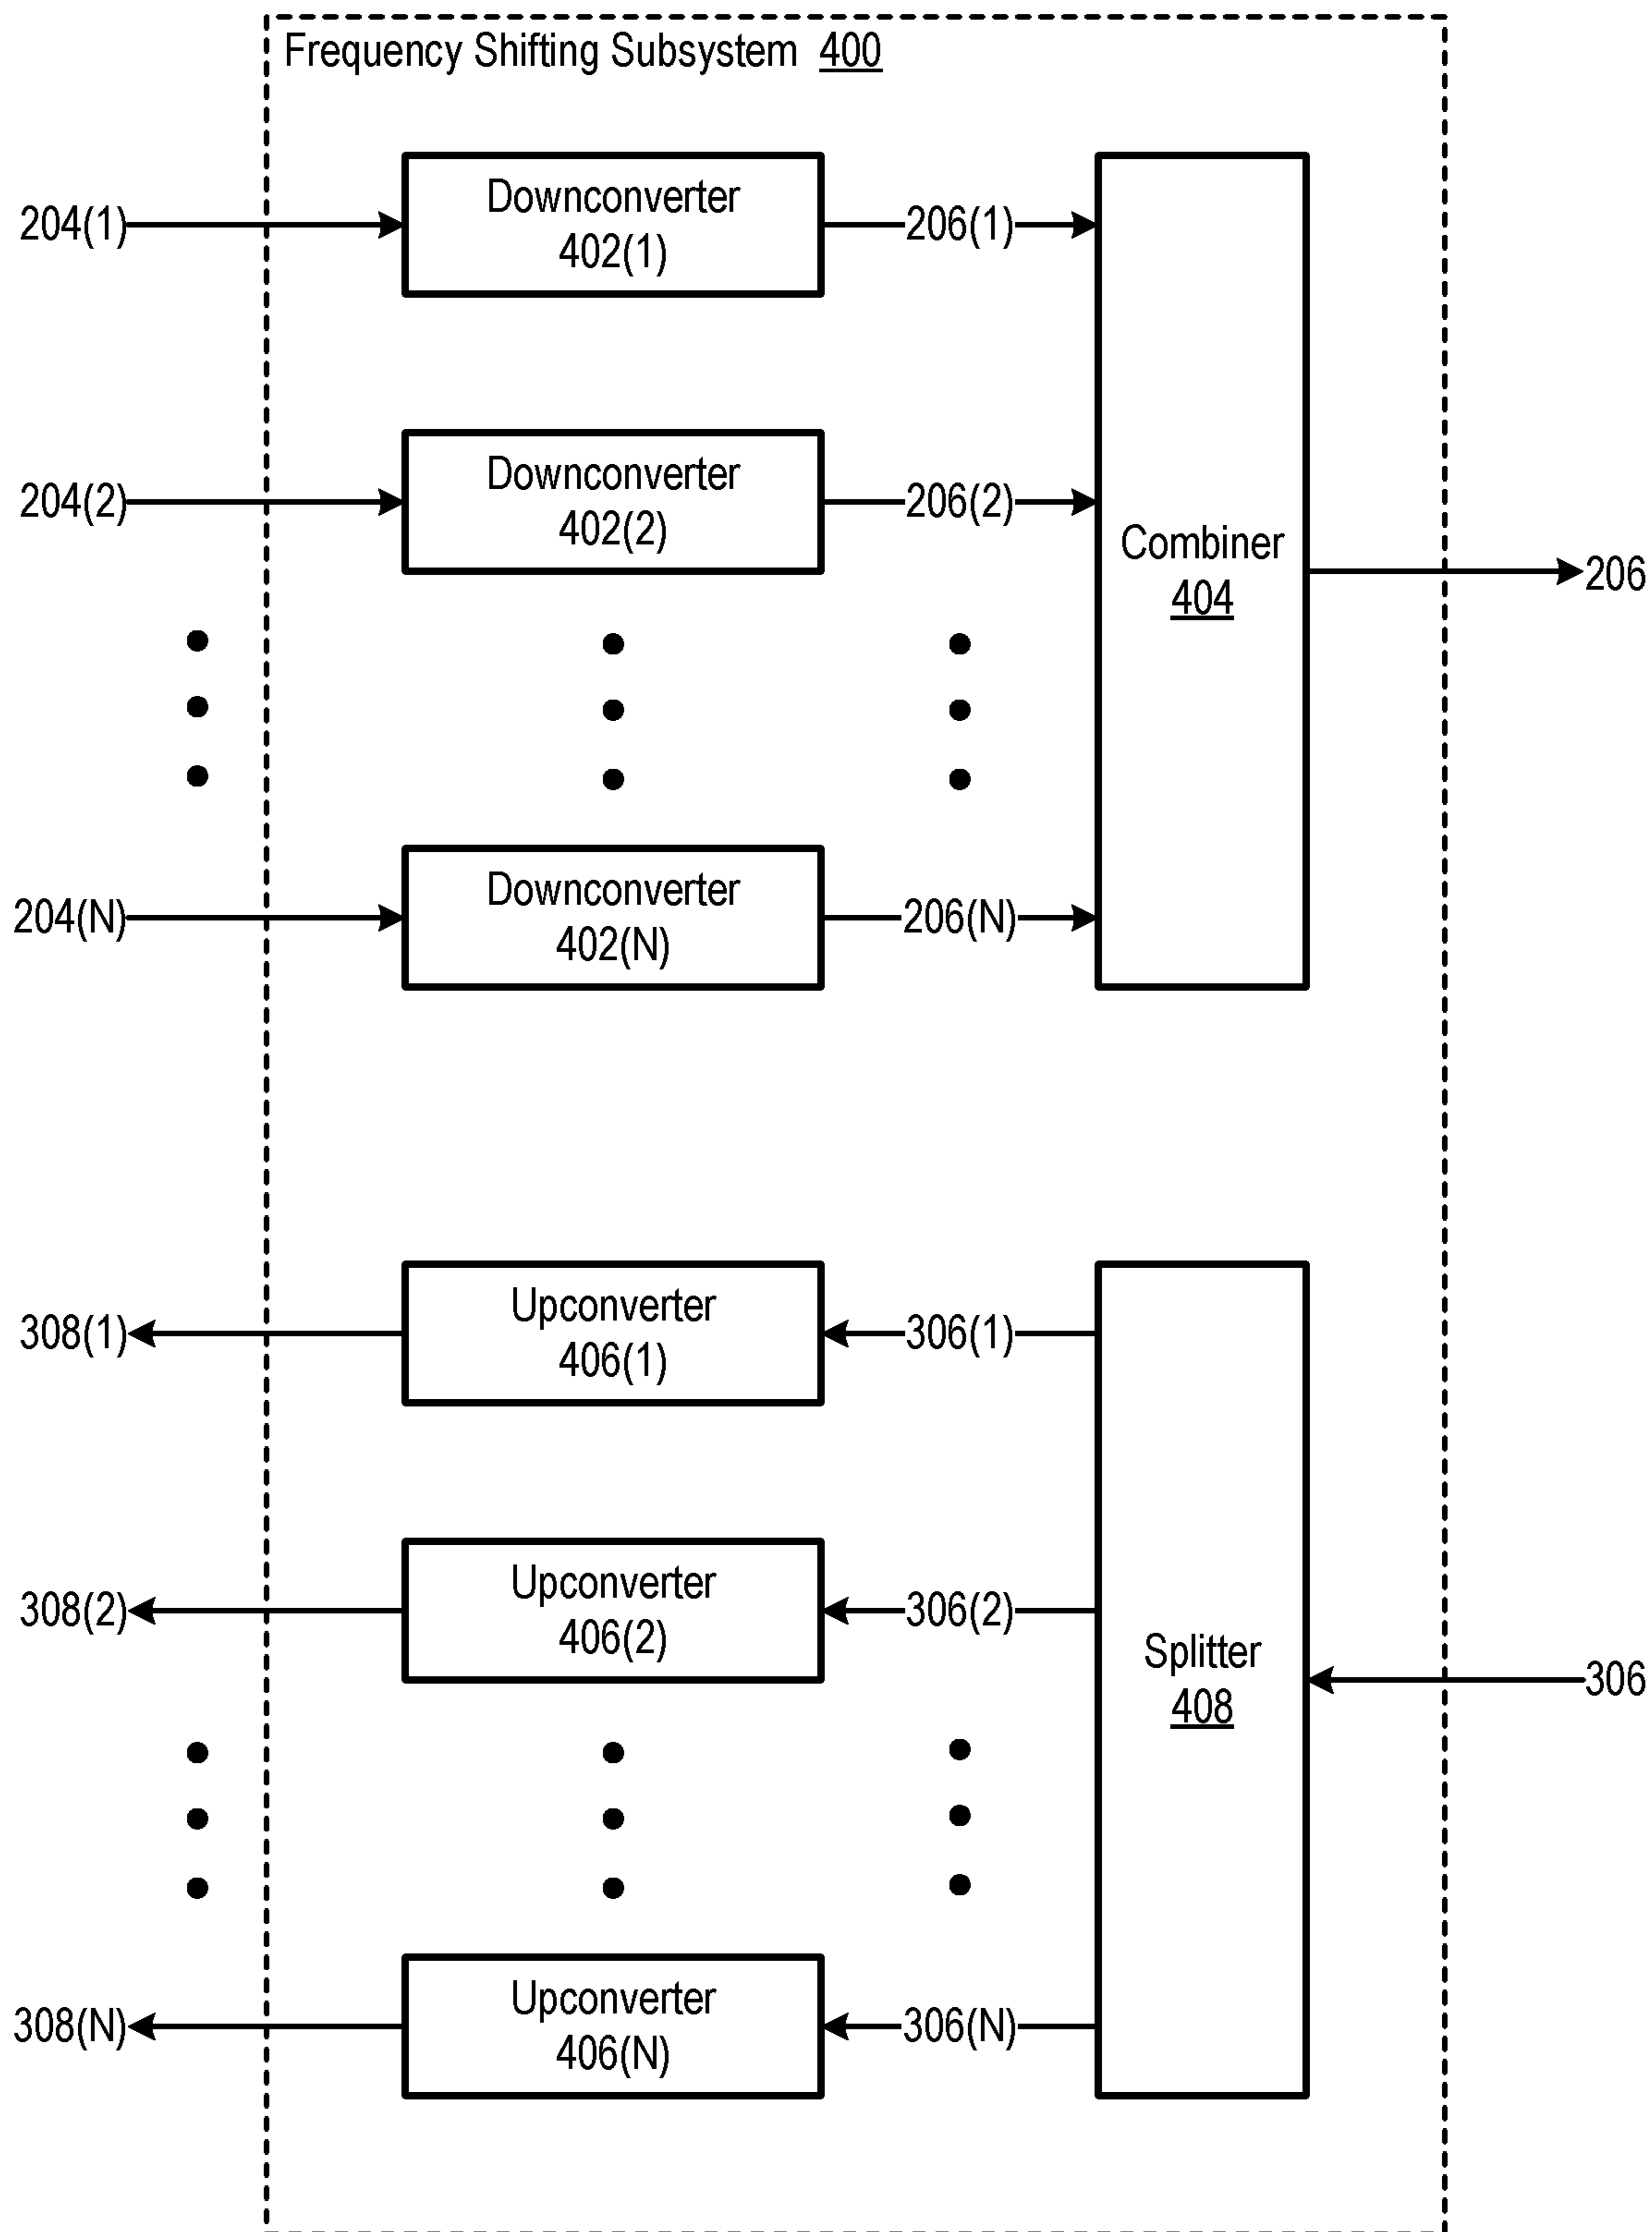 Frequency Shifting Subsystem 400
204(1)
Downconverter
402(1)
206(1)
204(2)
Downconverter
402(2)
206(2)
Combiner
404
206
204(N)
Downconverter
402(N)
206(N)
308(1)
Upconverter
406(1)
306(1)
308(2)
Upconverter
406(2)
306(2)
Splitter
408
306
308(N)
Upconverter
406(N)
306(N)